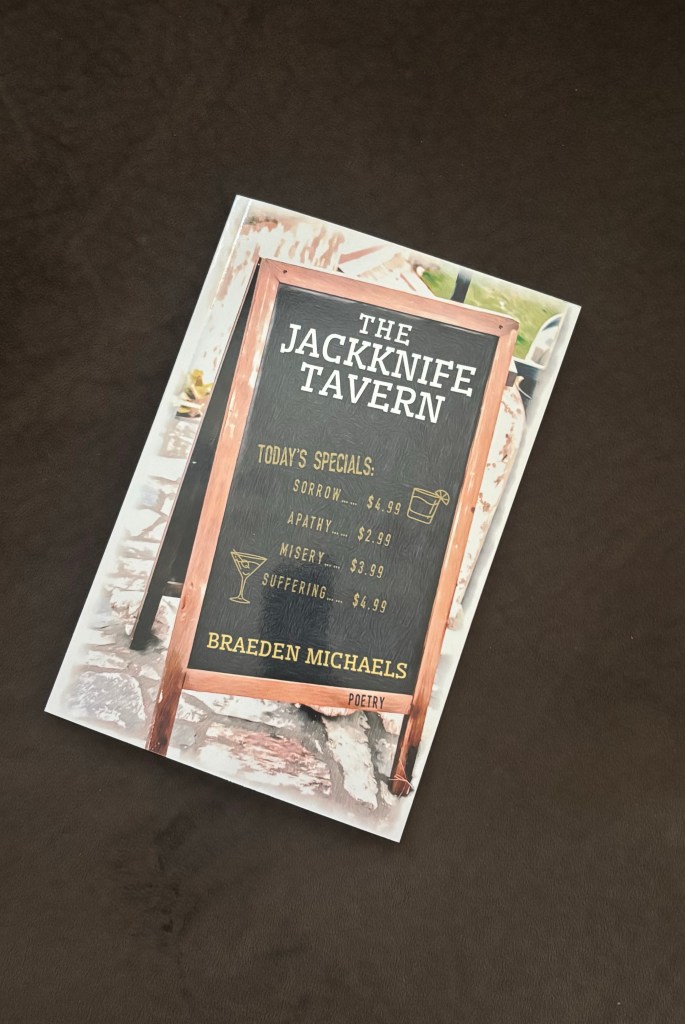 THE
JACKKNIFE
TAVERN
TODAY'S SPECIALS:
SORROW...... $4.99
APATHY...... $2.99
MISERY...... $3.99
SUFFERING...... $4.99
BRAEDEN MICHAELS
POETRY